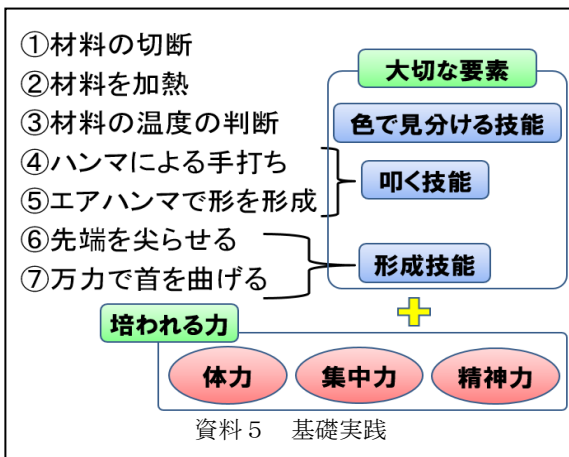 ①材料の切断
②材料を加熱
③材料の温度の判断
④ハンマによる手打ち
⑤エアハンマで形を形成
⑥先端を尖らせる
⑦万力で首を曲げる
大切な要素
色で見分ける技能
叩く技能
形成技能
培われる力
体力 集中力 精神力
資料5 基礎実践